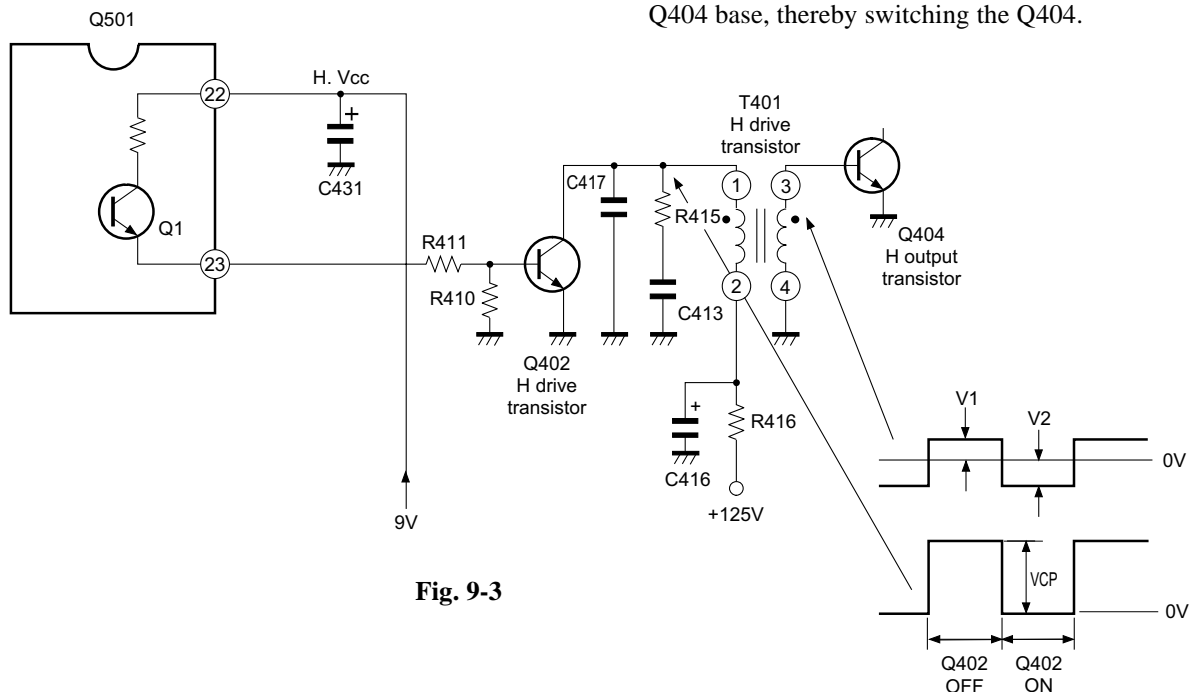 Q404 base, thereby switching the Q404.
Q501
22
H. Vcc
+
C431
Q1
23
R411
R410
Q402
H drive
transistor
C417
R415
C413
T401
H drive
transistor
1
3
2
4
Q404
H output
transistor
+
C416
R416
+125V
9V
V1
V2
0V
VCP
0V
Q402
OFF
Q402
ON
Fig. 9-3